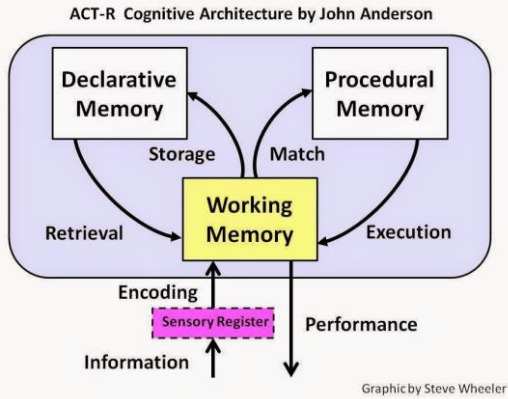 ACT-R Cognitive Architecture by John Anderson
Declarative
Memory
Procedural
Memory
Storage
Match
Working
Memory
Retrieval
Execution
Encoding
Sensory Register
Performance
Information
Graphic by Steve Wheeler